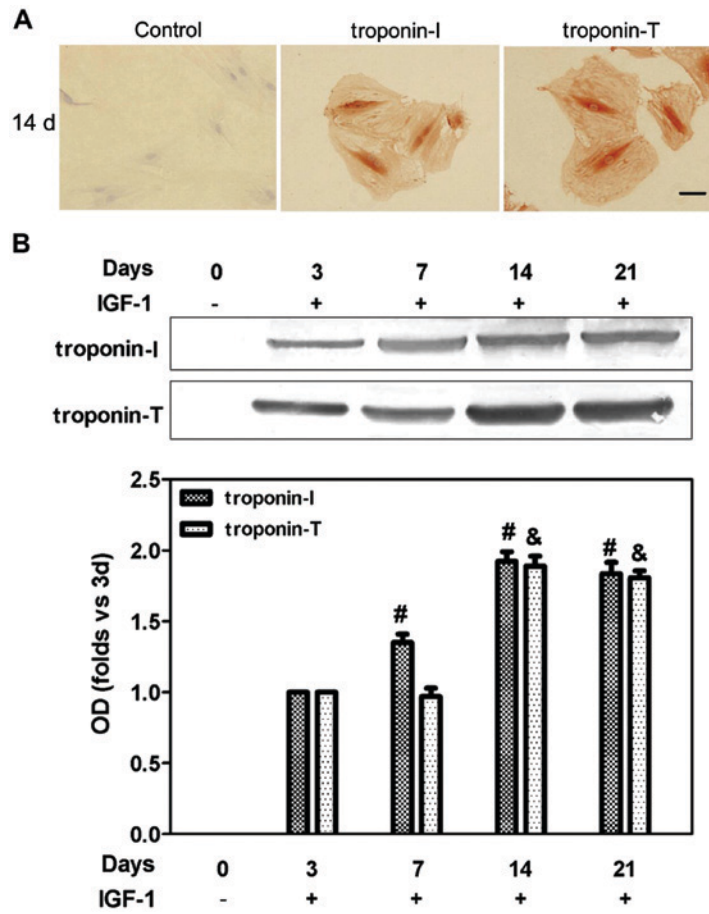 A
Control troponin-I troponin-T
14 d
B
Days 0 3 7 14 21
IGF-1 - + + + +
troponin-I
troponin-T
2.5
troponin-I
troponin-T
2.0
1.5
1.0
0.5
0.0
OD (folds vs 3d)
# # & # &
Days 0 3 7 14 21
IGF-1 - + + + +